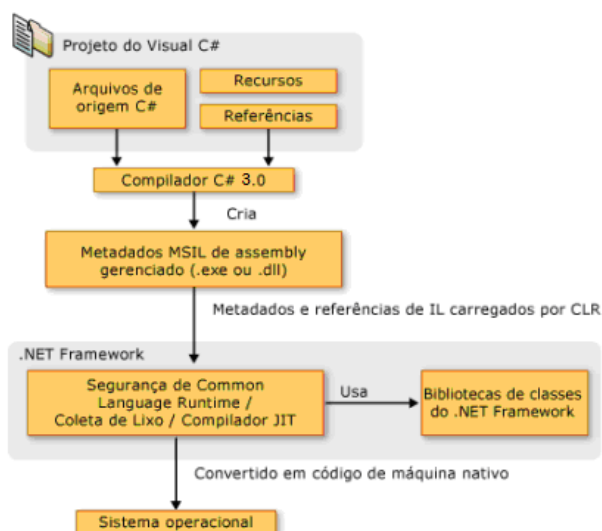 Projeto do Visual C#
Arquivos de
origem C#
Recursos
Referências
Compilador C# 3.0
Cria
Metadados MSIL de assembly
gerenciado (.exe ou .dll)
Metadados e referências de IL carregados por CLR
.NET Framework
Segurança de Common
Language Runtime /
Coleta de Lixo / Compilador JIT
Usa
Bibliotecas de classes
do .NET Framework
Convertido em código de máquina nativo
Sistema operacional